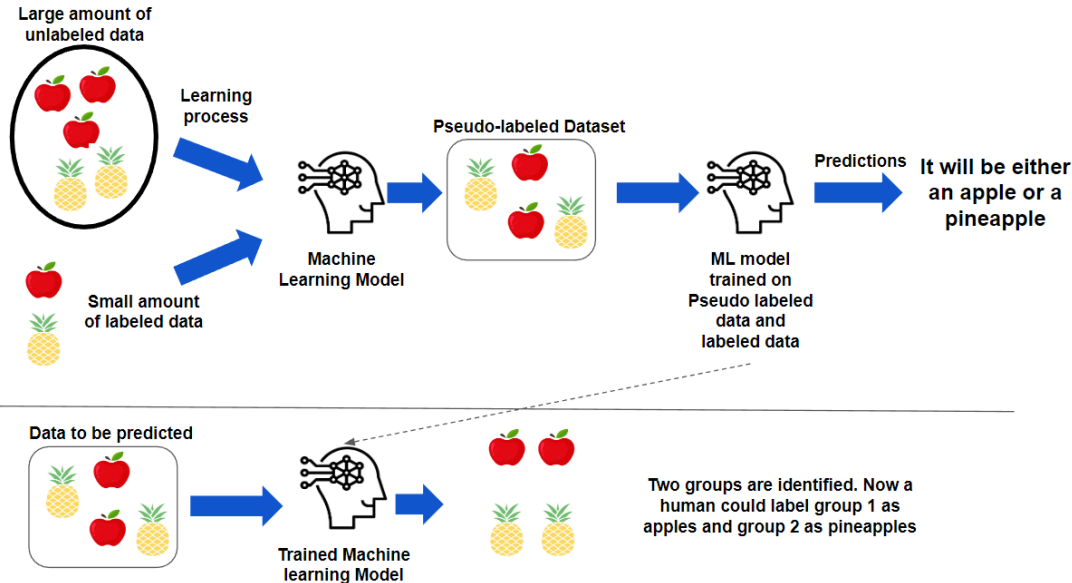 Large amount of
unlabeled data
Learning
process
Pseudo-labeled Dataset
Predictions
It will be either
an apple or a
pineapple
Machine
Learning Model
ML model
trained on
Pseudo labeled
data and
labeled data
Small amount
of labeled data
Data to be predicted
Trained Machine
learning Model
Two groups are identified. Now a
human could label group 1 as
apples and group 2 as pineapples